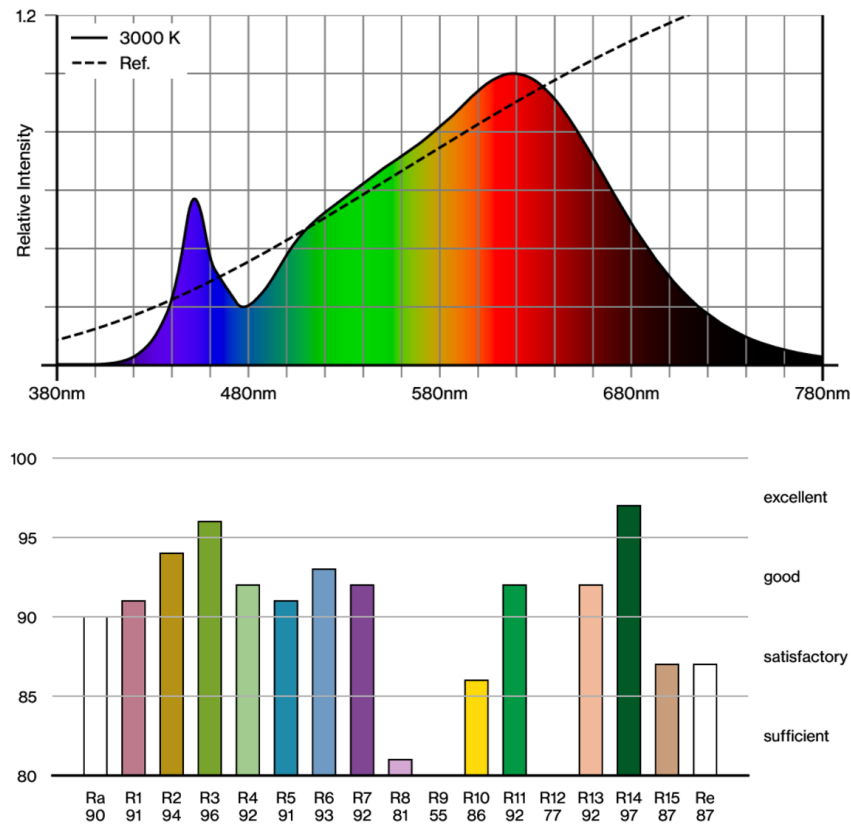 1.2
3000 K
Ref.
Relative Intensity
380nm 480nm 580nm 680nm 780nm
100
excellent
95
good
90
satisfactory
85
sufficient
80
Ra R1 R2 R3 R4 R5 R6 R7 R8 R9 R10 R11 R12 R13 R14 R15 Re
90 91 94 96 92 91 93 92 81 55 86 92 77 92 97 87 87